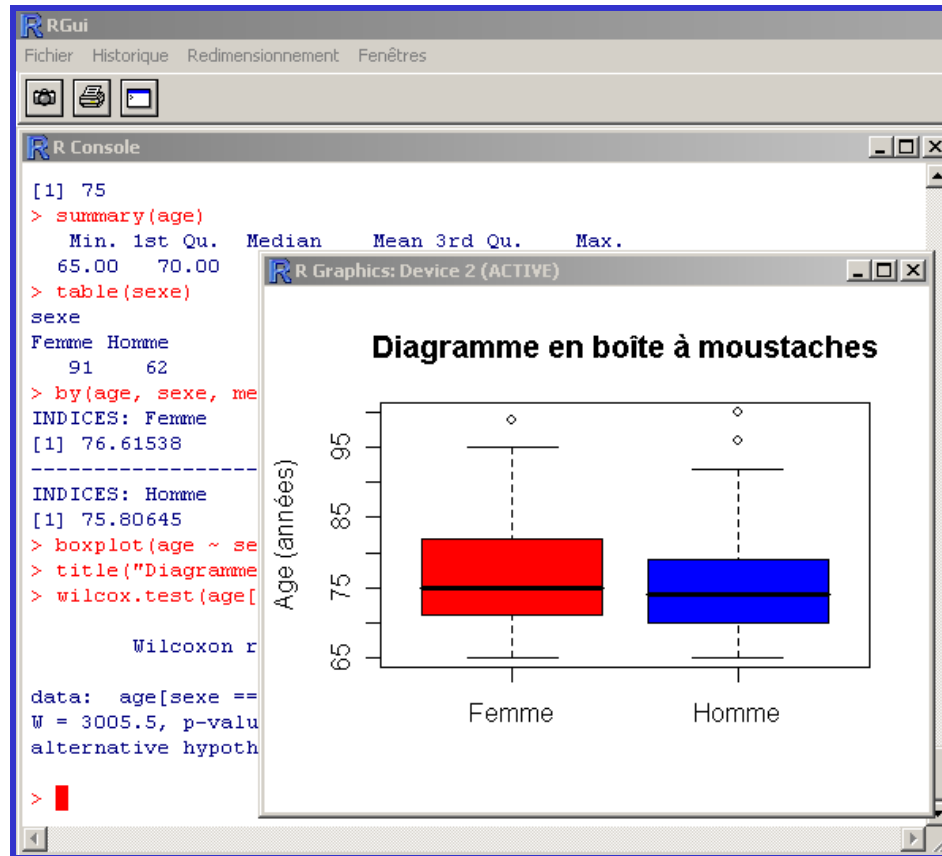 RGui
Fichier Historique Redimensionnement Fenêtres
R Console
[1] 75
> summary(age)
Min. 1st Qu. Median Mean 3rd Qu. Max.
65.00 70.00
> table(sexe)
sexe
Femme Homme
91 62
> by(age, sexe, me
INDICES: Femme
[1] 76.61538
--------------------
INDICES: Homme
[1] 75.80645
> boxplot(age ~ se
> title("Diagramme
> wilcox.test(age[
Wilcoxon r
data: age[sexe ==
W = 3005.5, p-valu
alternative hypoth
>
R Graphics: Device 2 (ACTIVE)
Diagramme en boîte à moustaches
Age (années)
95
85
75
65
Femme Homme